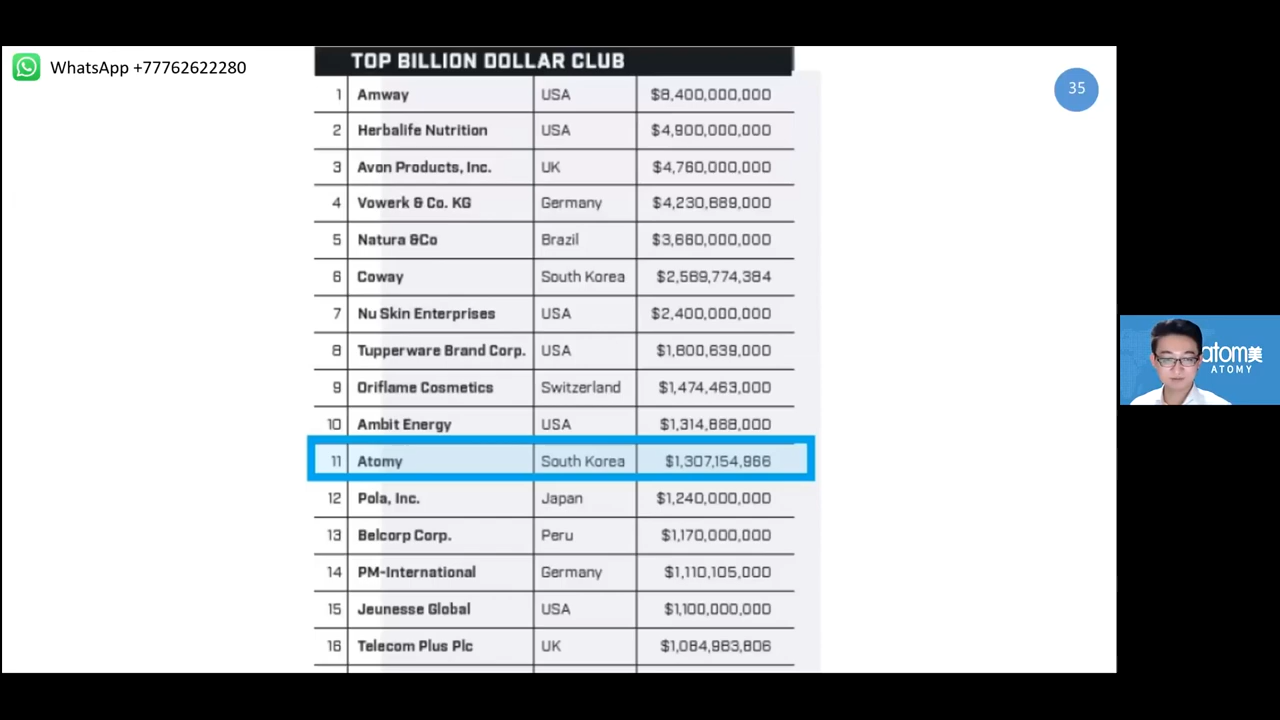 WhatsApp +77762622280
35
TOP BILLION DOLLAR CLUB
1 Amway USA $8,400,000,000
2 Herbalife Nutrition USA $4,900,000,000
3 Avon Products, Inc. UK $4,760,000,000
4 Vowerk & Co. KG Germany $4,230,889,000
5 Natura &Co Brazil $3,660,000,000
6 Coway South Korea $2,569,774,384
7 Nu Skin Enterprises USA $2,400,000,000
8 Tupperware Brand Corp. USA $1,800,639,000
9 Oriflame Cosmetics Switzerland $1,474,463,000
10 Ambit Energy USA $1,314,888,000
11 Atomy South Korea $1,307,154,966
12 Pola, Inc. Japan $1,240,000,000
13 Belcorp Corp. Peru $1,170,000,000
14 PM-International Germany $1,110,105,000
15 Jeunesse Global USA $1,100,000,000
16 Telecom Plus Plc UK $1,084,983,806
atom美
ATOMY